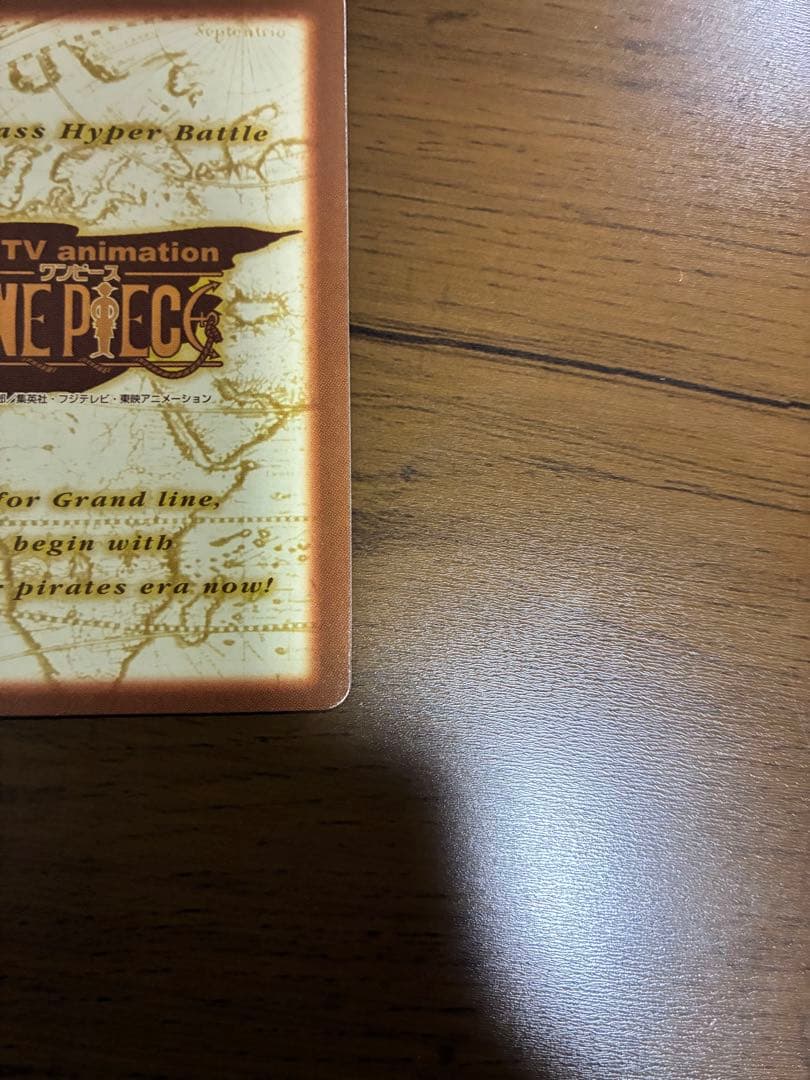 Septentrio
ass Hyper Battle
TV animation
ワンピース
NE PIECE
郎／集英社・フジテレビ・東映アニメーション
for Grand line,
begin with
r pirates era now!